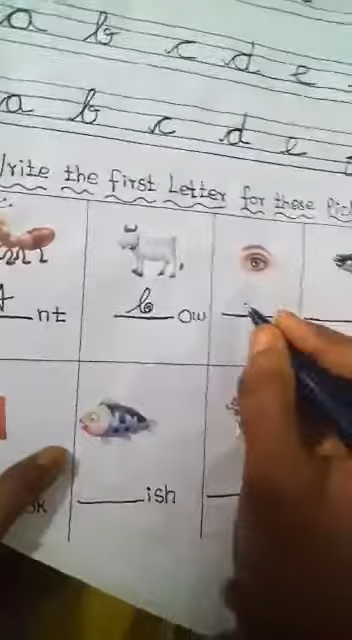 a b c d e
a b c d e
Write the first Letter for these
nt
b ow
ish